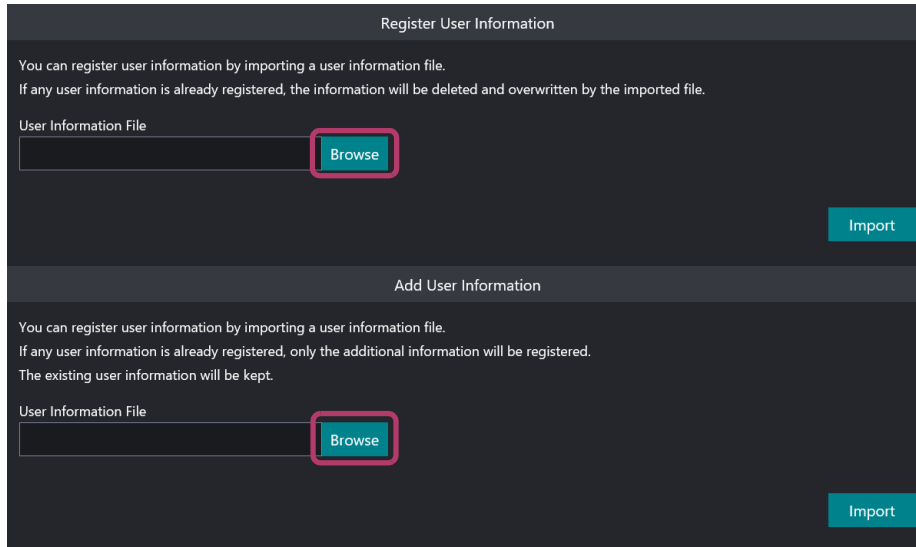 Register User Information
You can register user information by importing a user information file.
If any user information is already registered, the information will be deleted and overwritten by the imported file.
User Information File
Browse
Import
Add User Information
You can register user information by importing a user information file.
If any user information is already registered, only the additional information will be registered.
The existing user information will be kept.
User Information File
Browse
Import